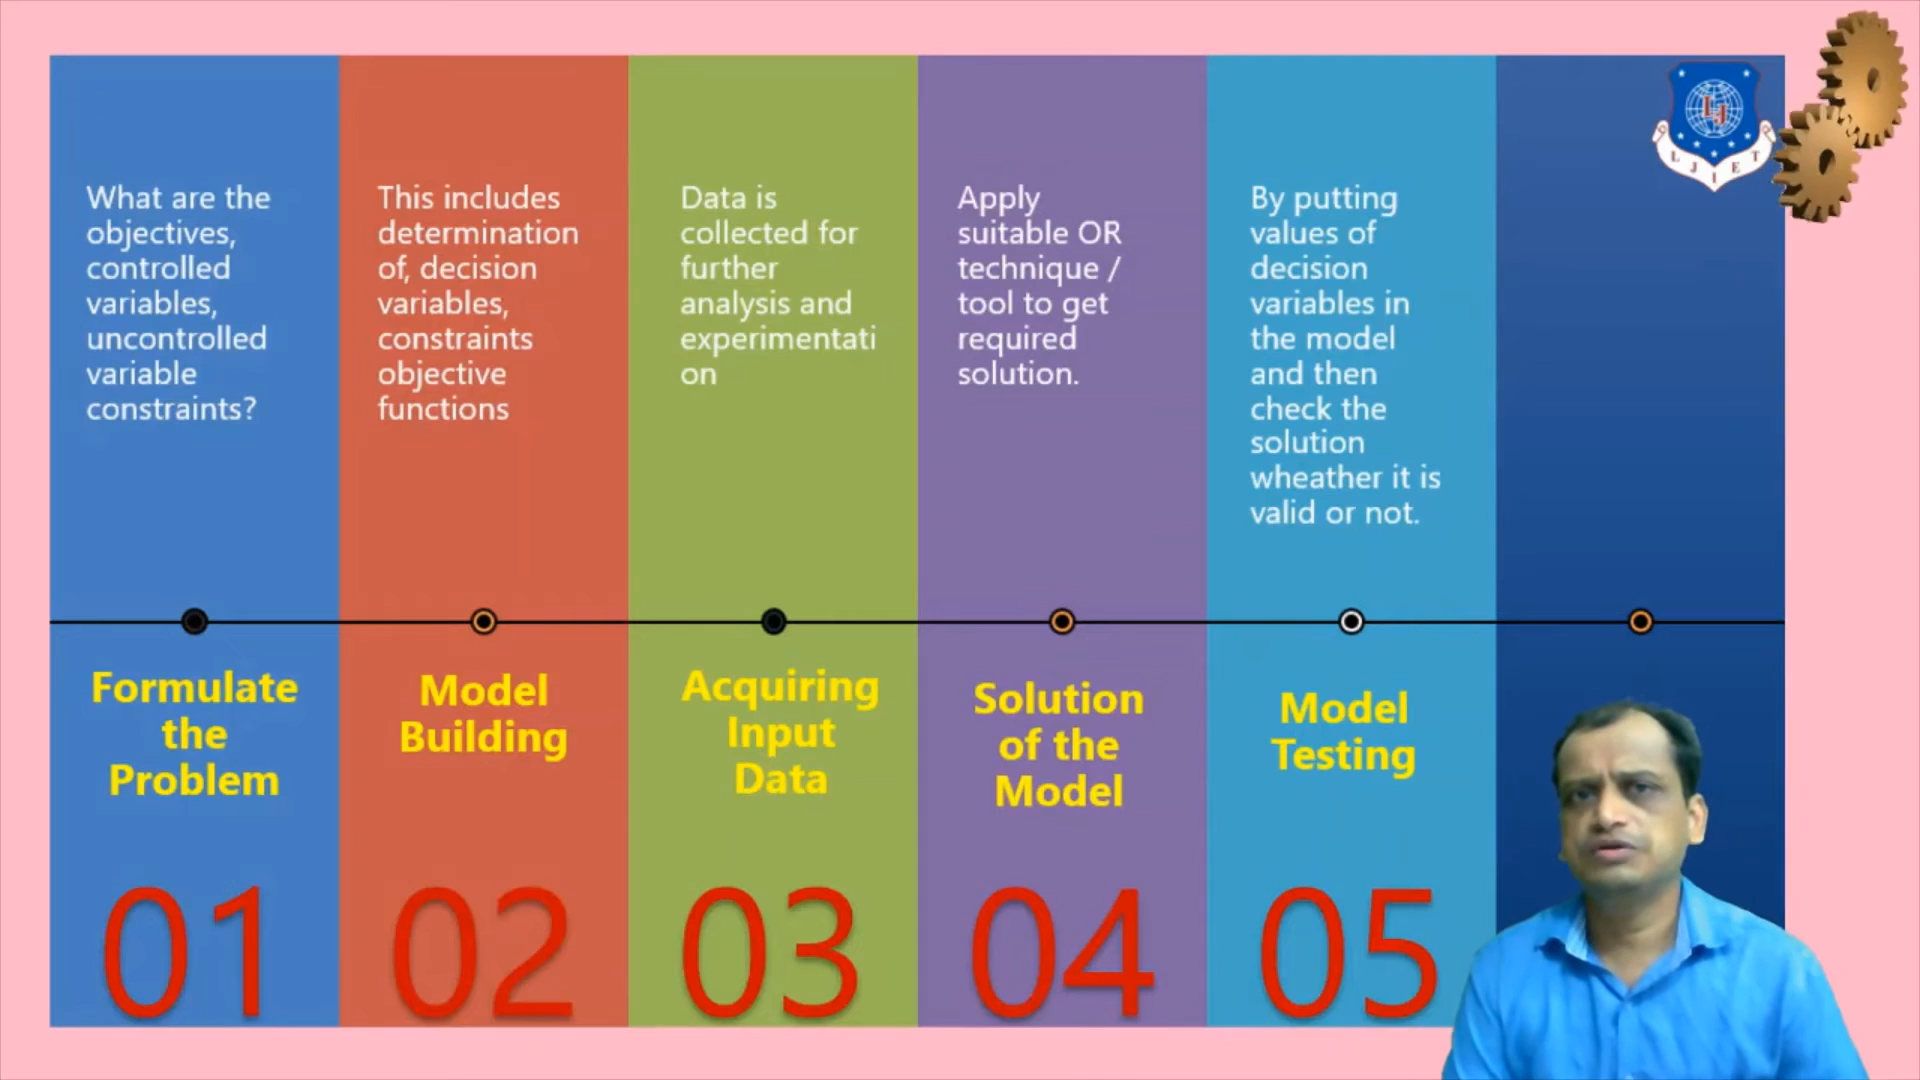 What are the
objectives,
controlled
variables,
uncontrolled
variable
constraints?
This includes
determination
of, decision
variables,
constraints
objective
functions
Data is
collected for
further
analysis and
experimentati
on
Apply
suitable OR
technique /
tool to get
required
solution.
By putting
values of
decision
variables in
the model
and then
check the
solution
wheather it is
valid or not.
LJ
L J I E T
Formulate
the
Problem
Model
Building
Acquiring
Input
Data
Solution
of the
Model
Model
Testing
01
02
03
04
05